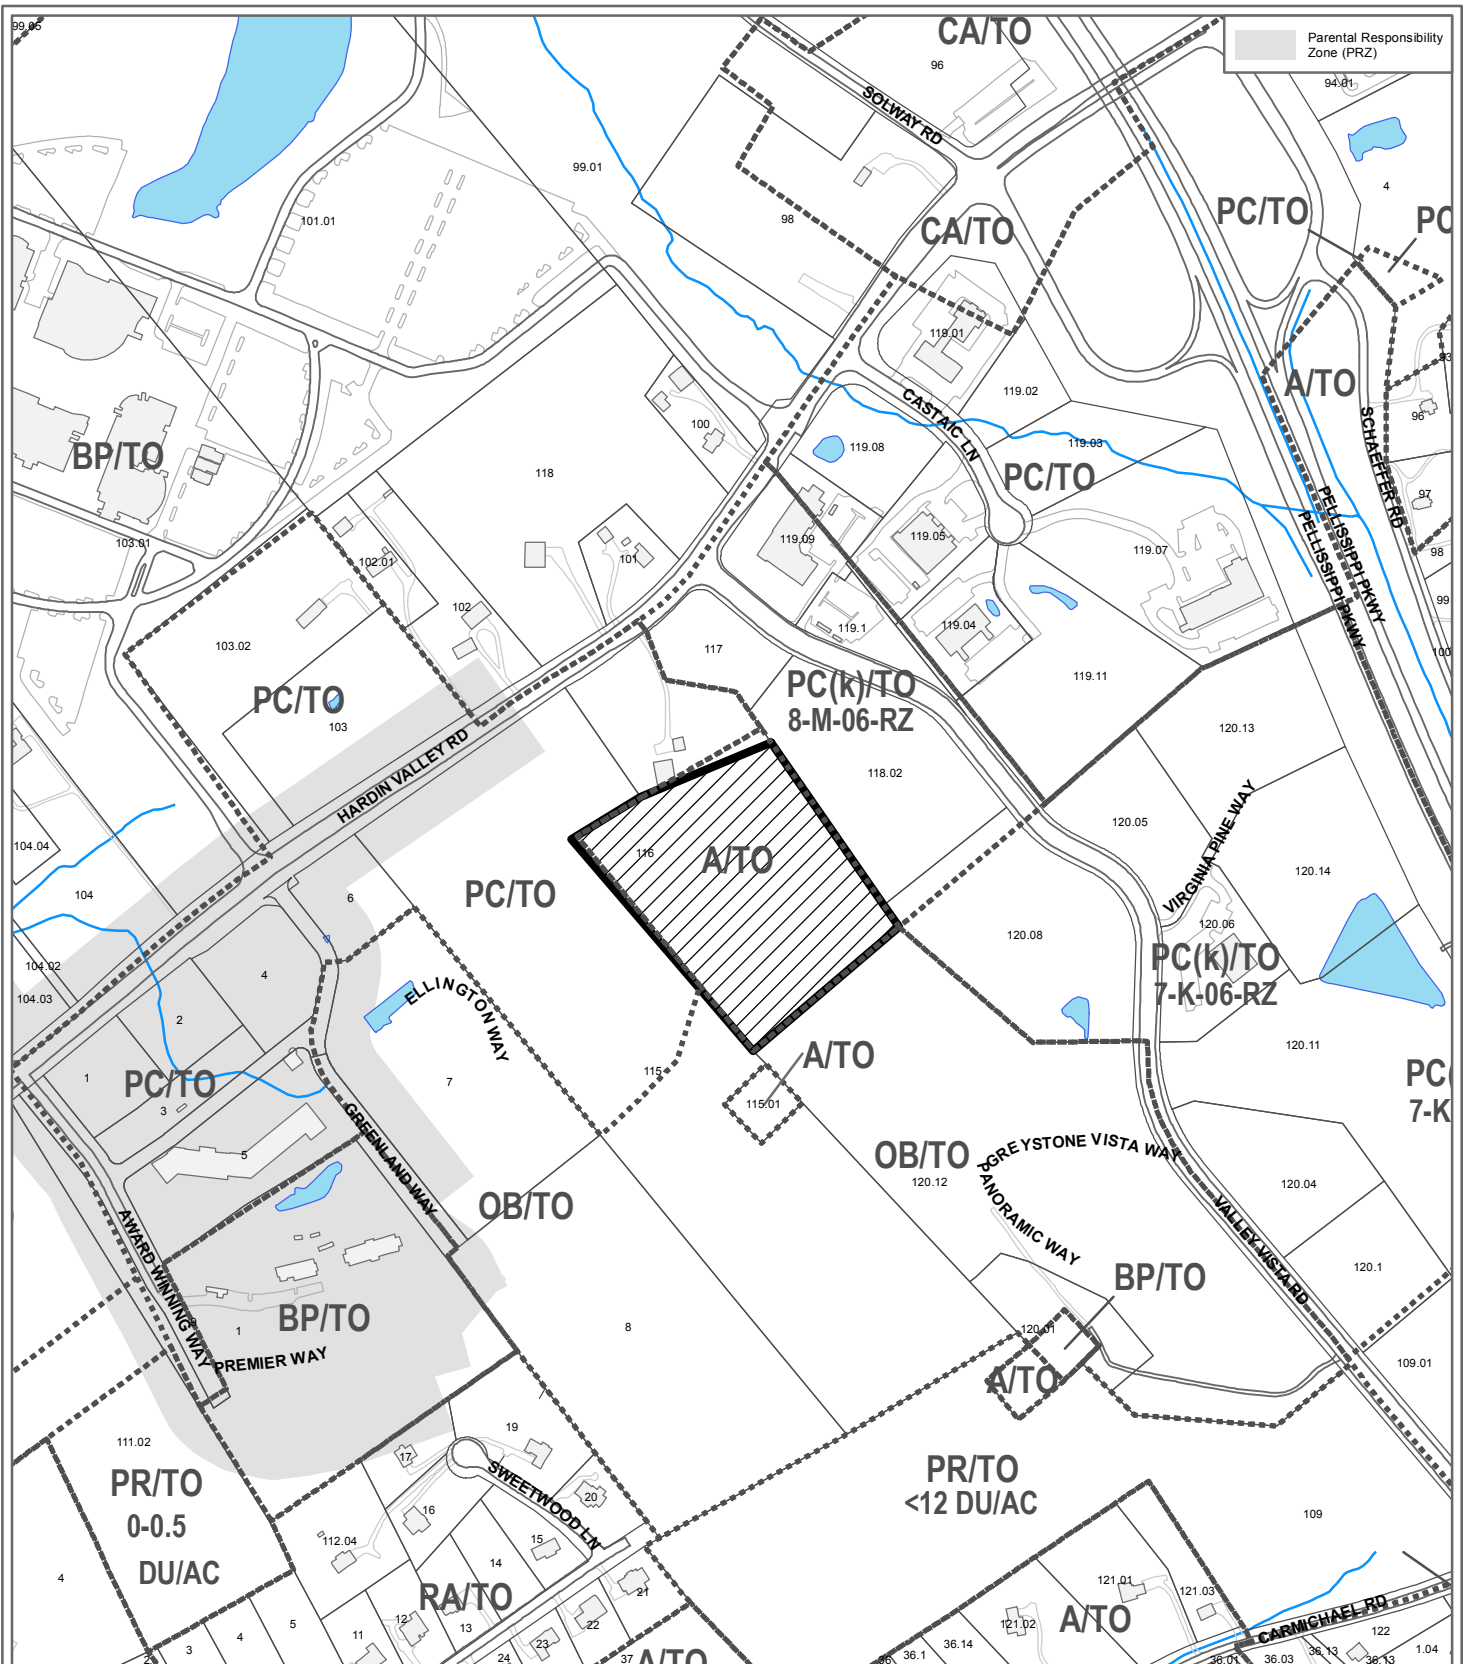 99.05
CA/TO
96
Parental Responsibility
Zone (PRZ)
94.01
SOLWAY RD
99.01
4
98
101.01
CA/TO
PC/TO
PC
119.01
119.02
A/TO
93
96
CASTAIC LN
SCHAEFFER RD
100
119.08
119.03
BP/TO
118
PC/TO
97
PELLISSIPPI PKWY
PELLISSIPPI PKWY
103.01
102.01
101
119.09
119.05
119.07
98
99
102
119.1
119.04
103.02
117
100
119.11
PC/TO
103
PC(k)/TO
8-M-06-RZ
120.13
HARDIN VALLEY RD
118.02
120.05
VIRGINIA PINE WAY
104.04
116
A/TO
120.14
104
6
PC/TO
120.06
120.08
104.02
104.03
4
PC(k)/TO
7-K-06-RZ
ELLINGTON WAY
2
120.11
A/TO
1
PC/TO
7
115
115.01
PC(
7-K
3
GREENLAND WAY
5
GREYSTONE VISTA WAY
OB/TO
120.12
PANORAMIC WAY
120.04
OB/TO
AWARD WINNING WAY
VALLEY VISTA RD
120.1
BP/TO
BP/TO
1
9
8
120.01
PREMIER WAY
109.01
A/TO
111.02
19
17
PR/TO
0-0.5
DU/AC
SWEETWOOD LN
PR/TO
<12 DU/AC
20
16
109
112.04
15
4
14
121.01
121.03
RA/TO
21
A/TO
CARMICHAEL RD
12
13
22
121.02
5
4
11
23
122
36.14
3
2
24
37
A/TO
36
36.1
36.01
36.03
36.13
36.13
1.04